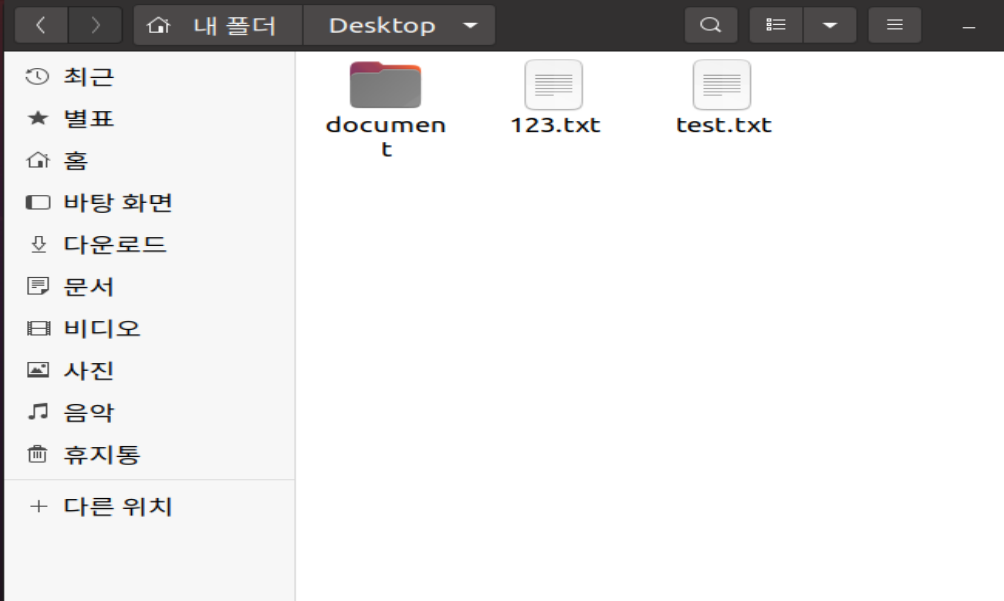 내 폴더 Desktop
최근
별표
홈
바탕 화면
다운로드
문서
비디오
사진
음악
휴지통
다른 위치
documen
t
123.txt
test.txt